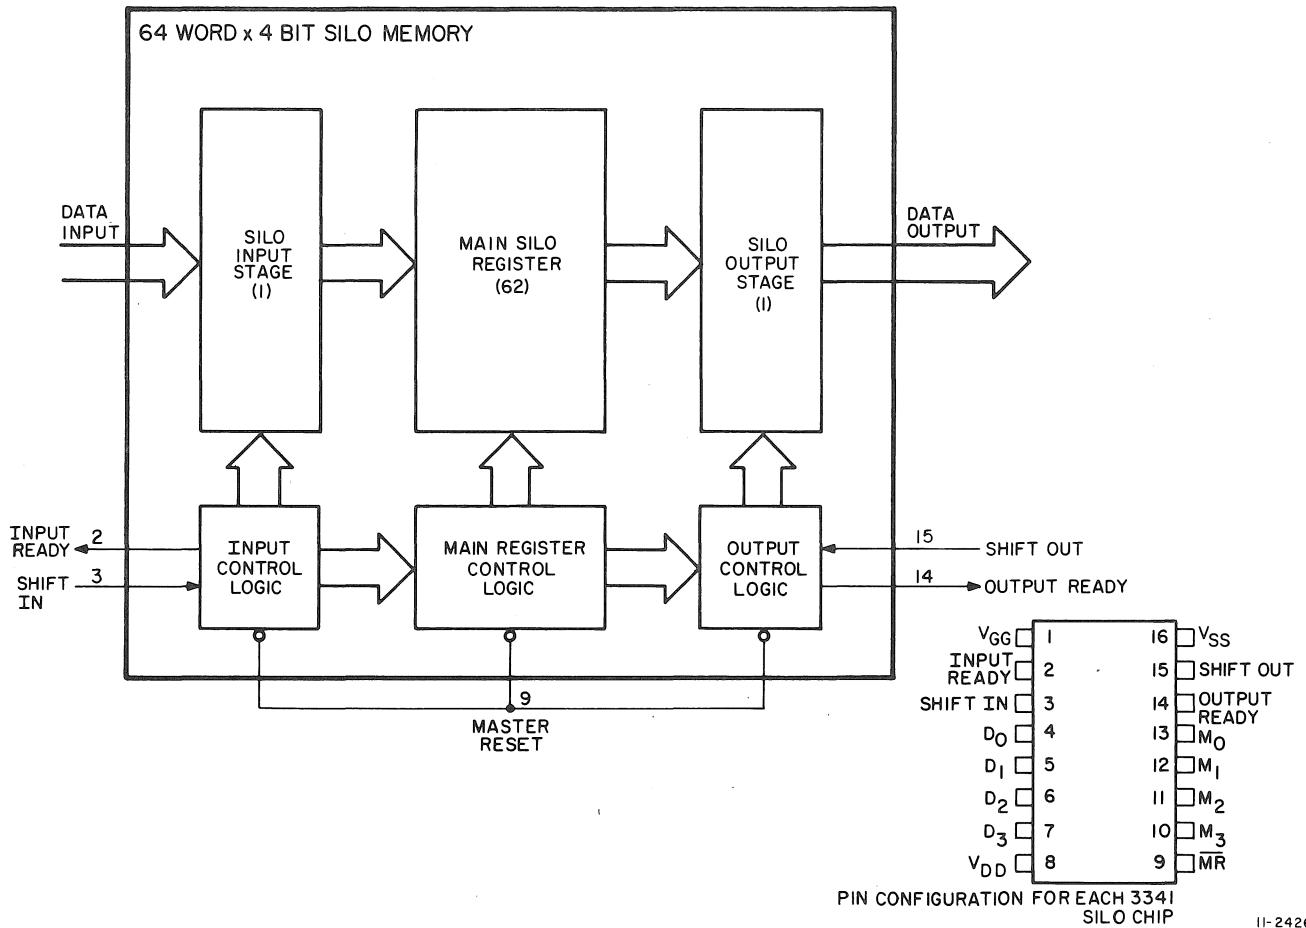 64 WORD x 4 BIT SILO MEMORY
DATA
INPUT
SILO
INPUT
STAGE
(1)
MAIN SILO
REGISTER
(62)
SILO
OUTPUT
STAGE
(1)
DATA
OUTPUT
INPUT
READY
2
SHIFT
IN
3
INPUT
CONTROL
LOGIC
MAIN REGISTER
CONTROL
LOGIC
OUTPUT
CONTROL
LOGIC
15
SHIFT OUT
14
OUTPUT READY
9
MASTER
RESET
VGG 1 16 VSS
INPUT
READY 2 15 SHIFT OUT
SHIFT IN 3 14 OUTPUT
READY
D0 4 13 M0
D1 5 12 M1
D2 6 11 M2
D3 7 10 M3
VDD 8 9 M̅R̅
PIN CONFIGURATION FOR EACH 3341
SILO CHIP